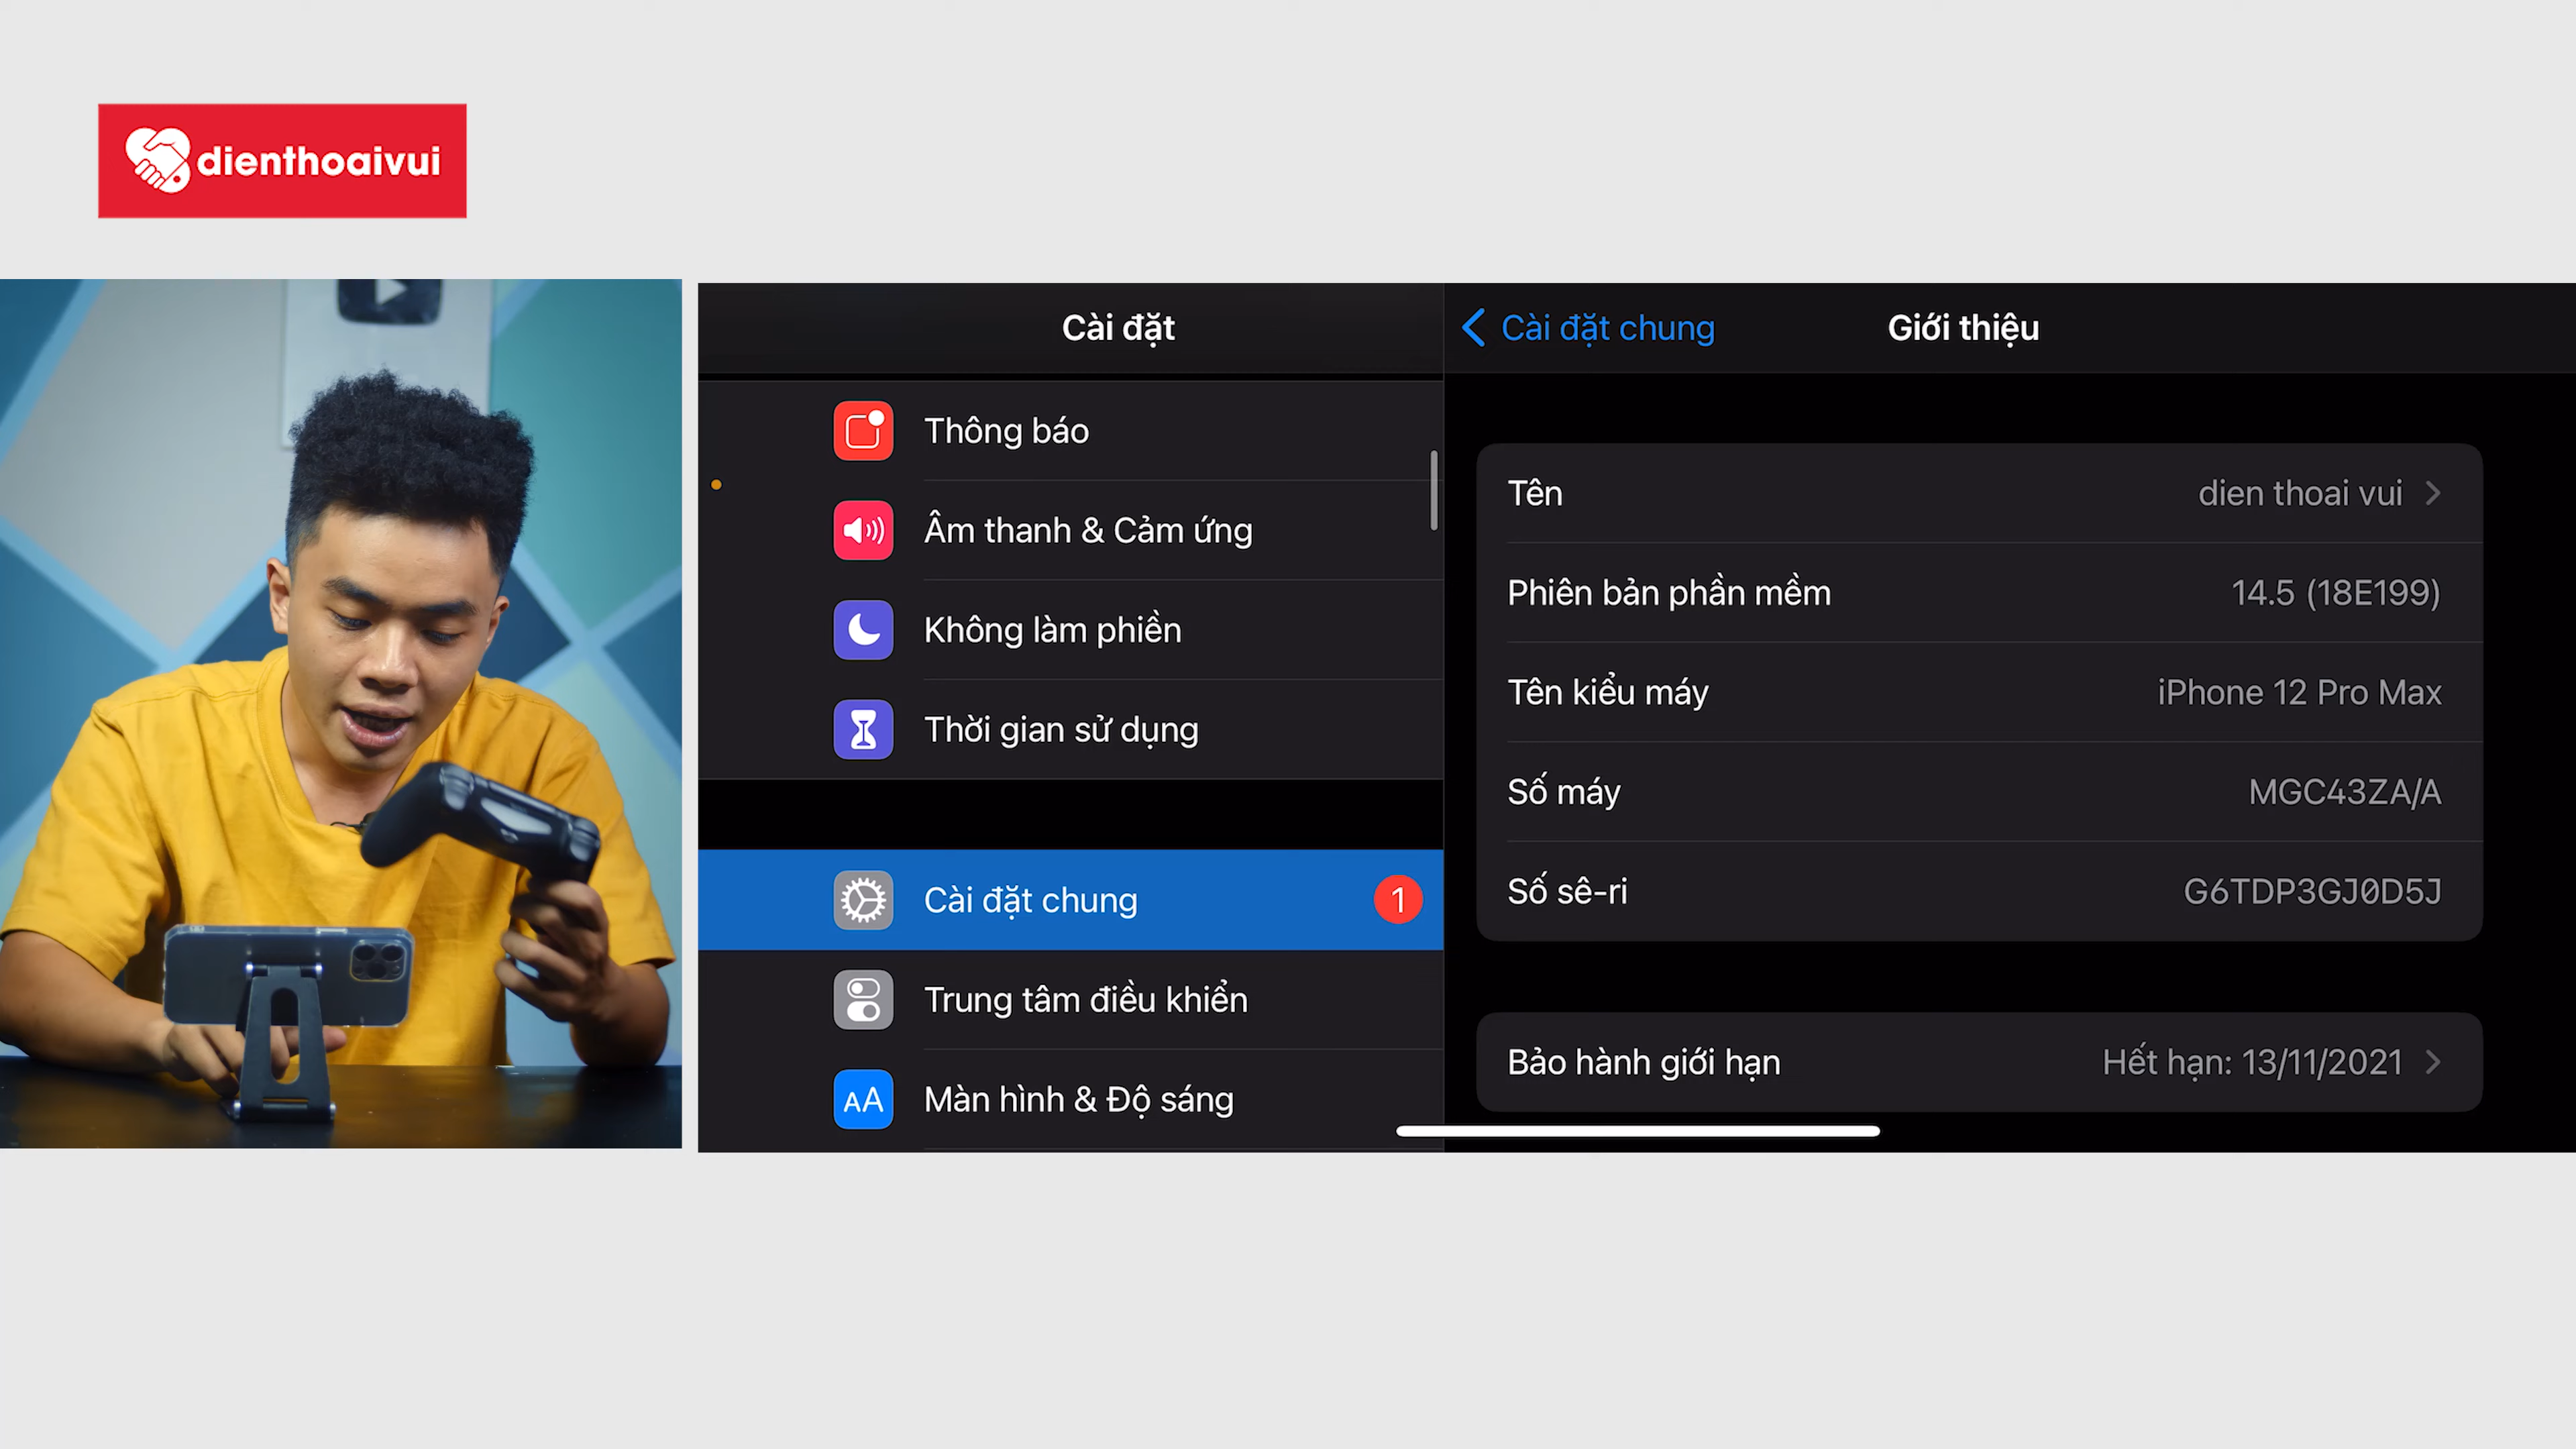 dienthoaivui
Cài đặt
Thông báo
Âm thanh & Cảm ứng
Không làm phiền
Thời gian sử dụng
Cài đặt chung
1
Trung tâm điều khiển
AA Màn hình & Độ sáng
Cài đặt chung
Giới thiệu
Tên dien thoai vui
Phiên bản phần mềm 14.5 (18E199)
Tên kiểu máy iPhone 12 Pro Max
Số máy MGC43ZA/A
Số sê-ri G6TDP3GJ0D5J
Bảo hành giới hạn Hết hạn: 13/11/2021